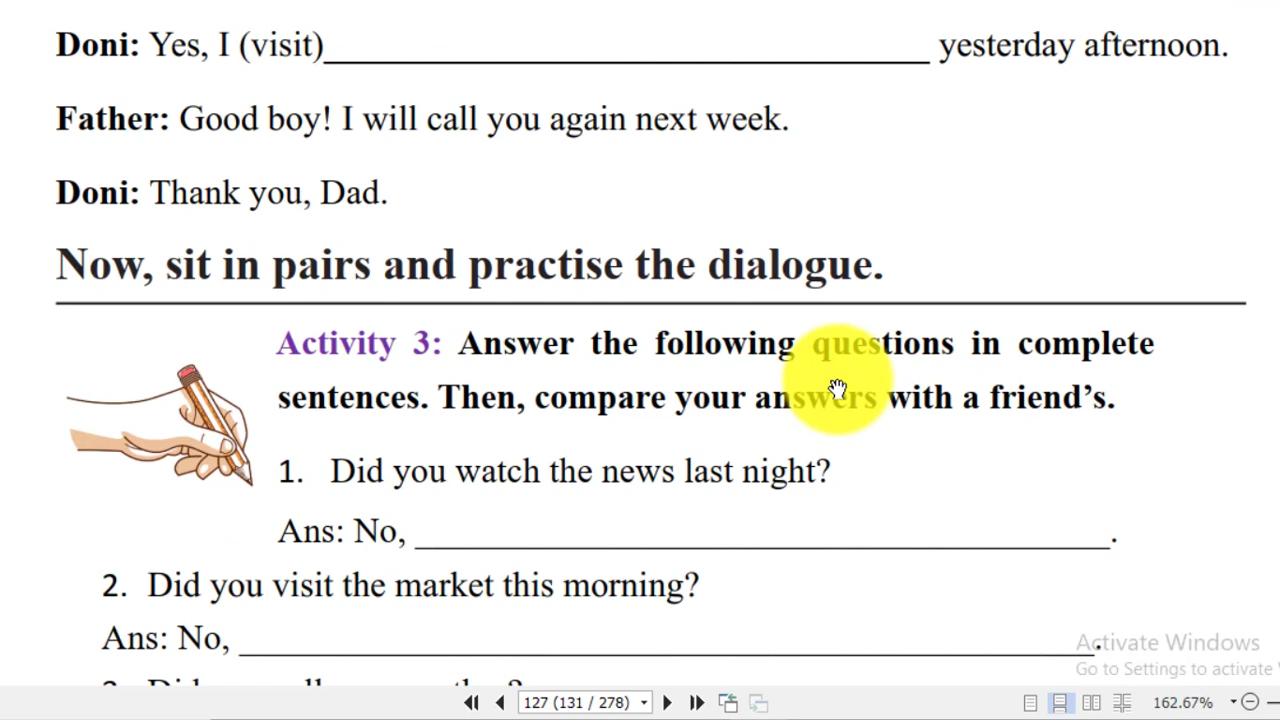 Doni: Yes, I (visit)__________________________________ yesterday afternoon.
Father: Good boy! I will call you again next week.
Doni: Thank you, Dad.
Now, sit in pairs and practise the dialogue.
Activity 3: Answer the following questions in complete
sentences. Then, compare your answers with a friend's.
1. Did you watch the news last night?
Ans: No, _______________________________________.
2. Did you visit the market this morning?
Ans: No, ________________________________________________.
Activate Windows
Go to Settings to activate
127 (131 / 278)
162.67%